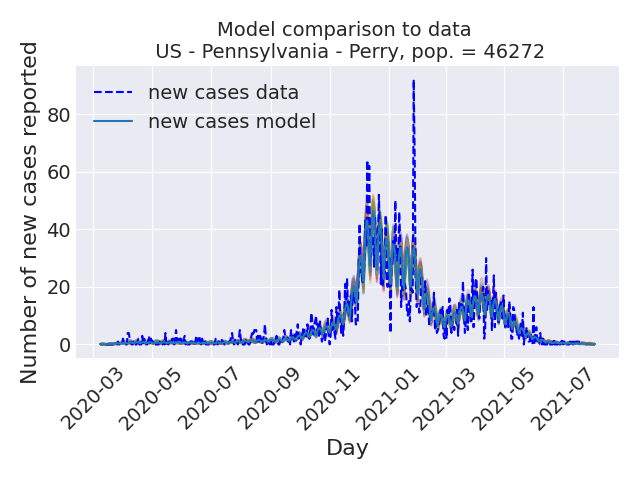 Model comparison to data
US - Pennsylvania - Perry, pop. = 46272
Number of new cases reported
new cases data
new cases model
80
60
40
20
0
2020-03
2020-05
2020-07
2020-09
2020-11
2021-01
2021-03
2021-05
2021-07
Day